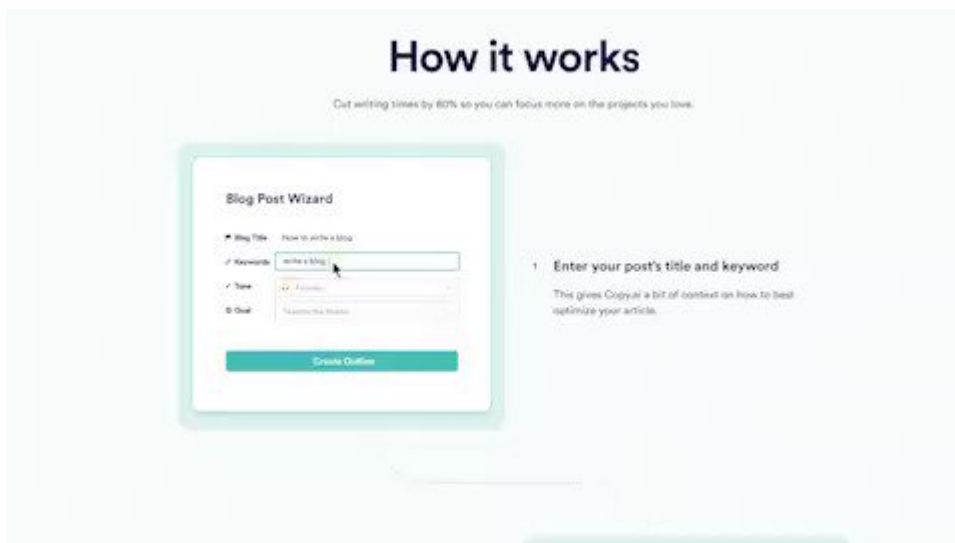 How it works
Cut writing times by 80% so you can focus more on the projects you love.
Blog Post Wizard
Blog Title How to write a blog
Keywords write a blog
Tone
Goal
Create Outline
1 Enter your post's title and keyword
This gives Copy.ai a bit of context on how to best
optimize your article.